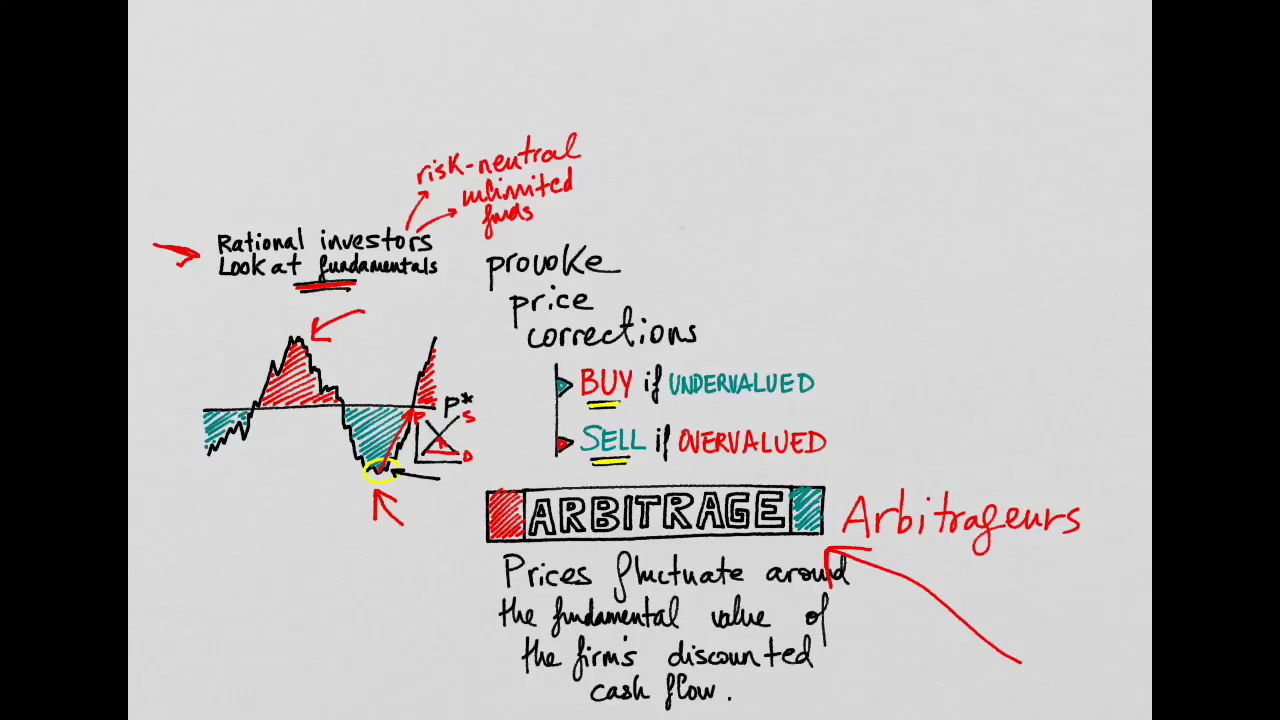 risk-neutral
unlimited
funds
Rational investors
Look at fundamentals
provoke
price
corrections
BUY if UNDERVALUED
SELL if OVERVALUED
P*
P
S
D
ARBITRAGE
Arbitrageurs
Prices fluctuate around
the fundamental value of
the firm's discounted
cash flow.